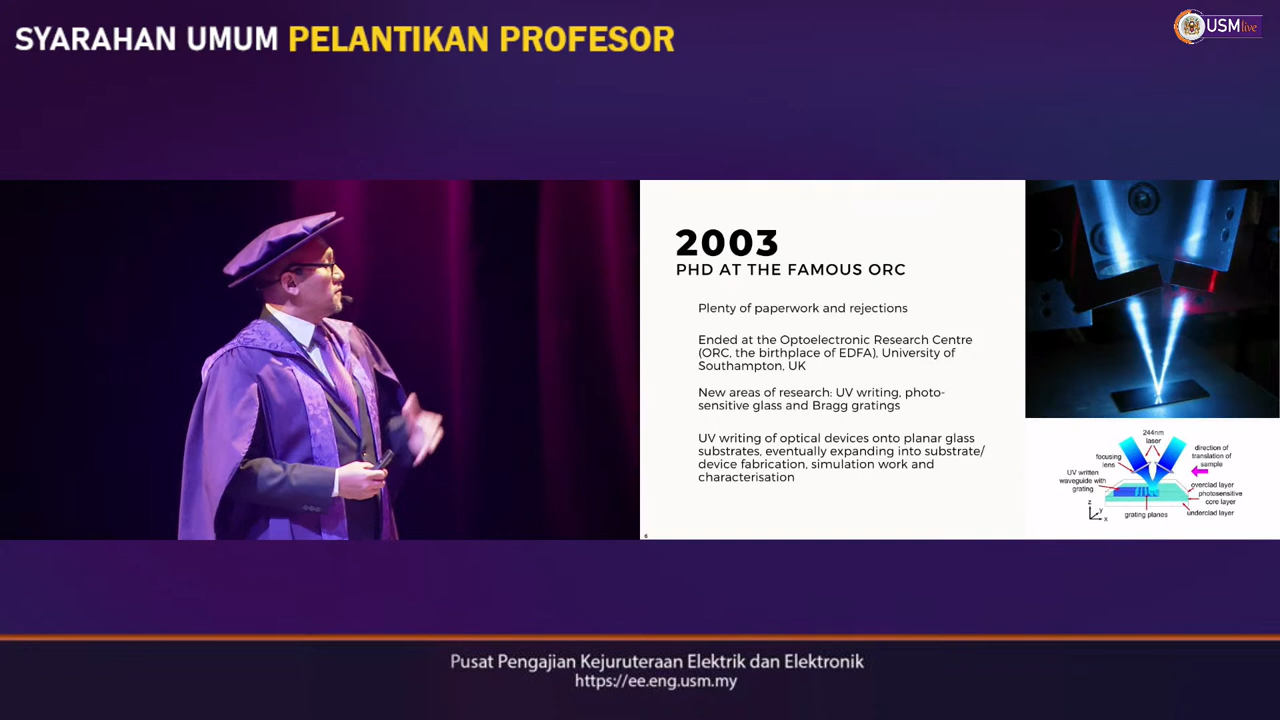 SYARAHAN UMUM PELANTIKAN PROFESOR
USM live
2003
PHD AT THE FAMOUS ORC
Plenty of paperwork and rejections
Ended at the Optoelectronic Research Centre
(ORC, the birthplace of EDFA), University of
Southampton, UK
New areas of research: UV writing, photo-
sensitive glass and Bragg gratings
UV writing of optical devices onto planar glass
substrates, eventually expanding into substrate/
device fabrication, simulation work and
characterisation
6
244nm
laser
focusing
lens
direction of
translation of
sample
UV written
waveguide with
grating
overclad layer
photosensitive
core layer
z
y
x
grating planes
underclad layer
Pusat Pengajian Kejuruteraan Elektrik dan Elektronik
https://ee.eng.usm.my